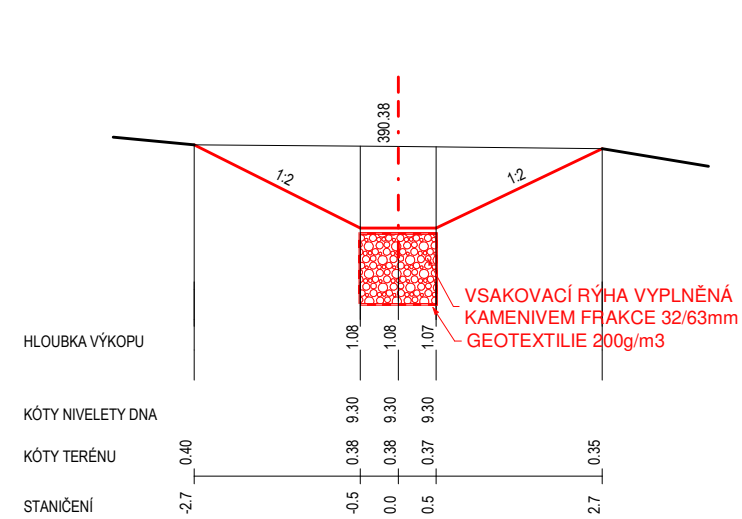 390.38
1:2
1:2
VSAKOVACÍ RÝHA VYPLNĚNÁ
KAMENIVEM FRAKCE 32/63mm
GEOTEXTILIE 200g/m3
HLOUBKA VÝKOPU 1.08 1.08 1.07
KÓTY NIVELETY DNA 9.30 9.30 9.30
KÓTY TERÉNU 0.40 0.38 0.38 0.37 0.35
STANIČENÍ -2.7 -0.5 0.0 0.5 2.7